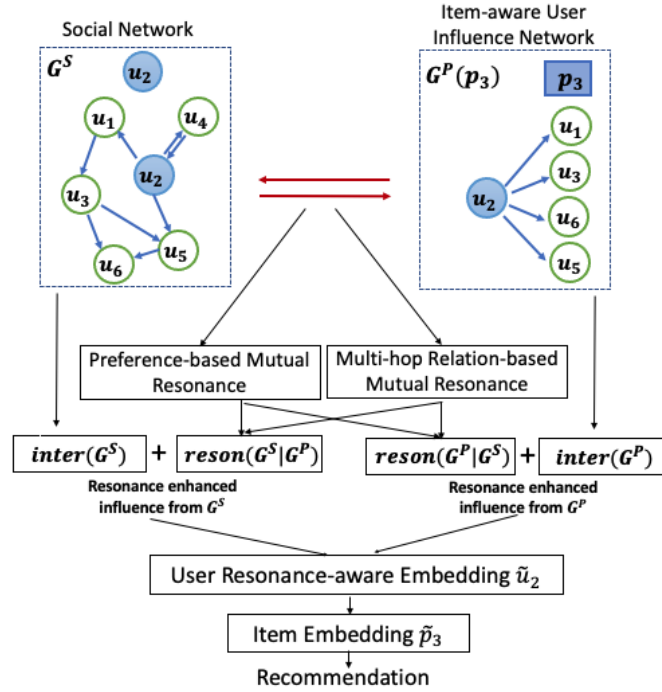 Social Network
Item-aware User
Influence Network
G^S
u_2
u_1
u_4
u_2
u_3
u_5
u_6
G^P(p_3)
p_3
u_1
u_3
u_2
u_6
u_5
Preference-based Mutual
Resonance
Multi-hop Relation-based
Mutual Resonance
inter(G^S) + reson(G^S|G^P)
reson(G^P|G^S) + inter(G^P)
Resonance enhanced
influence from G^S
Resonance enhanced
influence from G^P
User Resonance-aware Embedding ũ_2
Item Embedding p̃_3
Recommendation